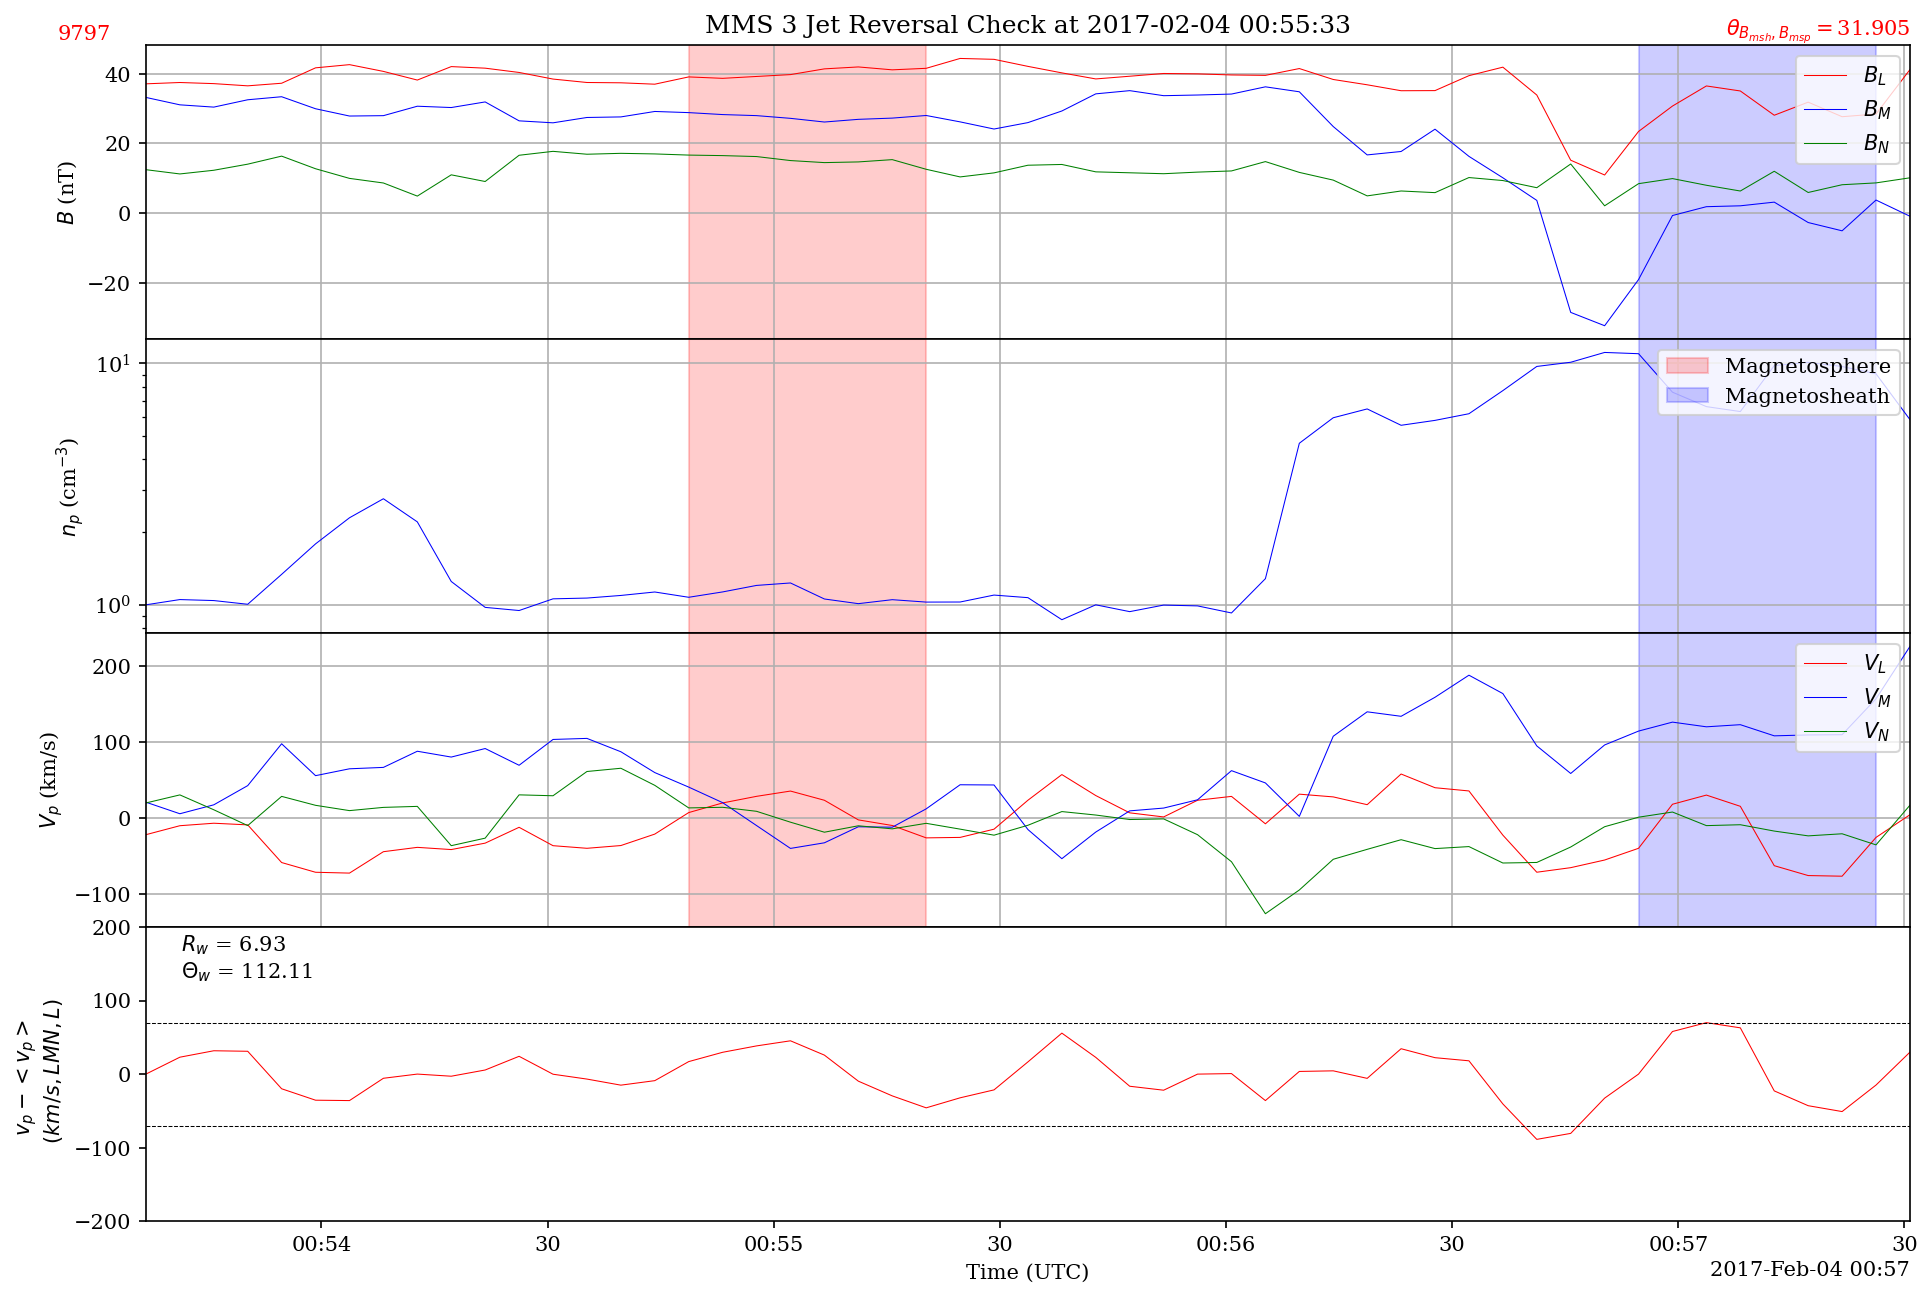 9797
MMS 3 Jet Reversal Check at 2017-02-04 00:55:33
θ_{B_{msh}, B_{msp}} = 31.905
40
20
0
−20
B (nT)
B_L
B_M
B_N
10^1
10^0
n_p (cm^{−3})
Magnetosphere
Magnetosheath
200
100
0
−100
V_p (km/s)
V_L
V_M
V_N
200
100
0
−100
−200
v_p − <v_p>
(km/s, LMN, L)
R_w = 6.93
Θ_w = 112.11
00:54
30
00:55
30
00:56
30
00:57
30
Time (UTC)
2017-Feb-04 00:57